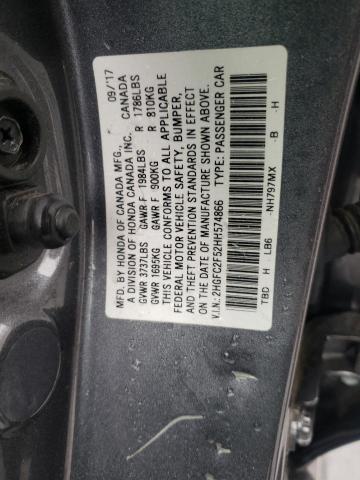 MFD. BY HONDA OF CANADA MFG., 09/17
A DIVISION OF HONDA CANADA INC. CANADA
GVWR 3737LBS GAWR F 1984LBS R 1786LBS
GVWR 1695KG GAWR F 900KG R 810KG
THIS VEHICLE CONFORMS TO ALL APPLICABLE
FEDERAL MOTOR VEHICLE SAFETY, BUMPER,
AND THEFT PREVENTION STANDARDS IN EFFECT
ON THE DATE OF MANUFACTURE SHOWN ABOVE.
V.I.N.: 2HGFC2F52HH574866 TYPE: PASSENGER CAR
TBD H LB6 -NH797MX -B -H